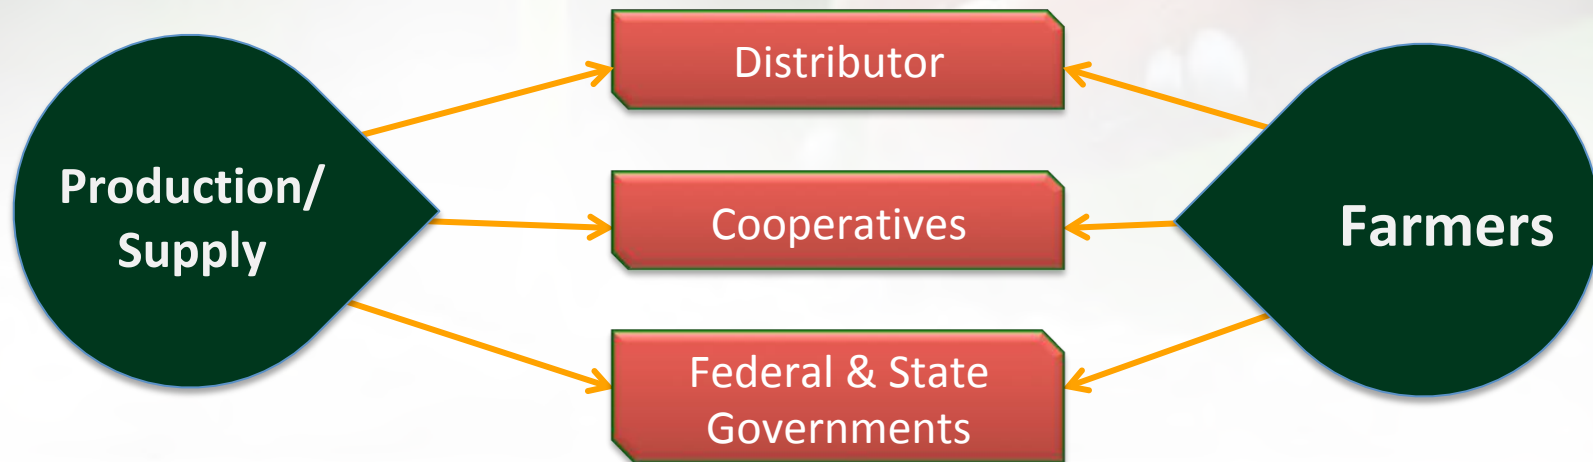 Distributor
Production/
Supply
Cooperatives
Farmers
Federal & State
Governments